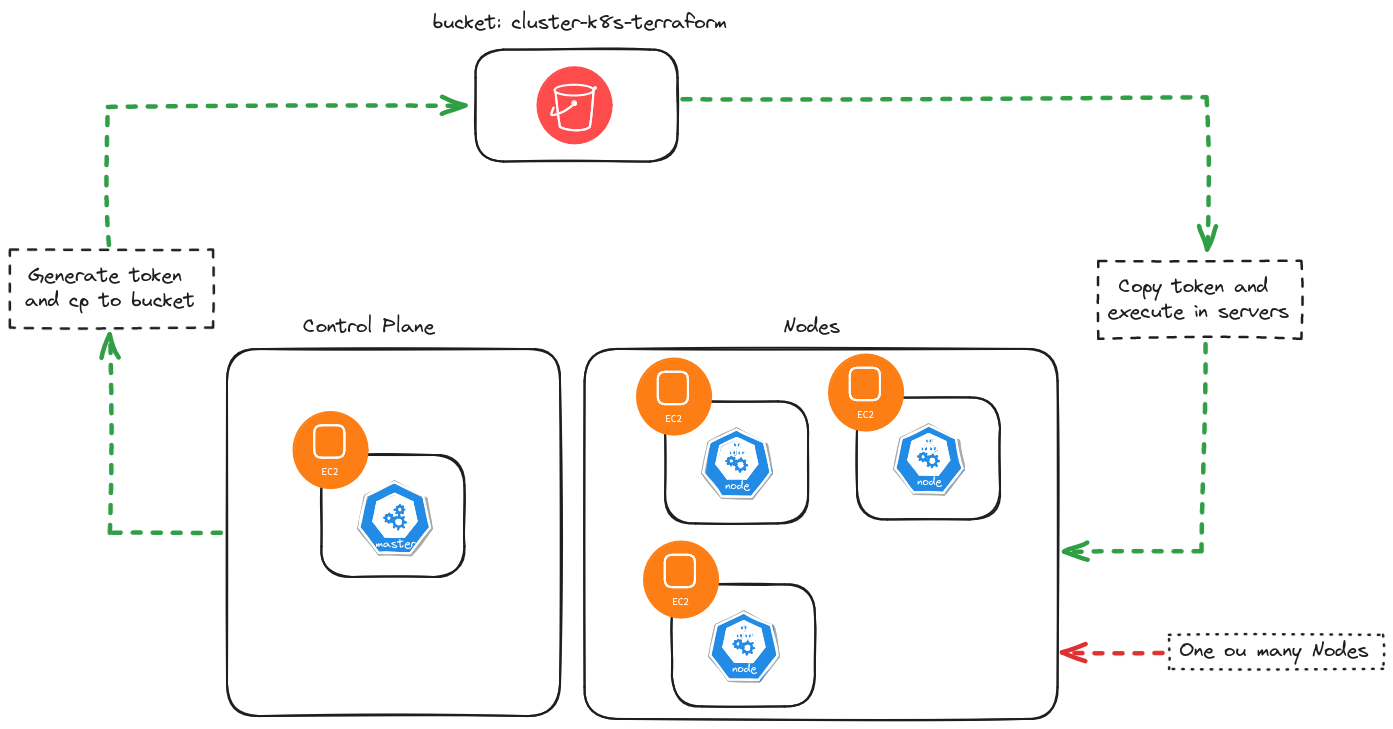 bucket: cluster-k8s-terraform
Generate token
and cp to bucket
Copy token and
execute in servers
Control Plane
Nodes
EC2
master
EC2
node
EC2
node
EC2
node
One ou many Nodes